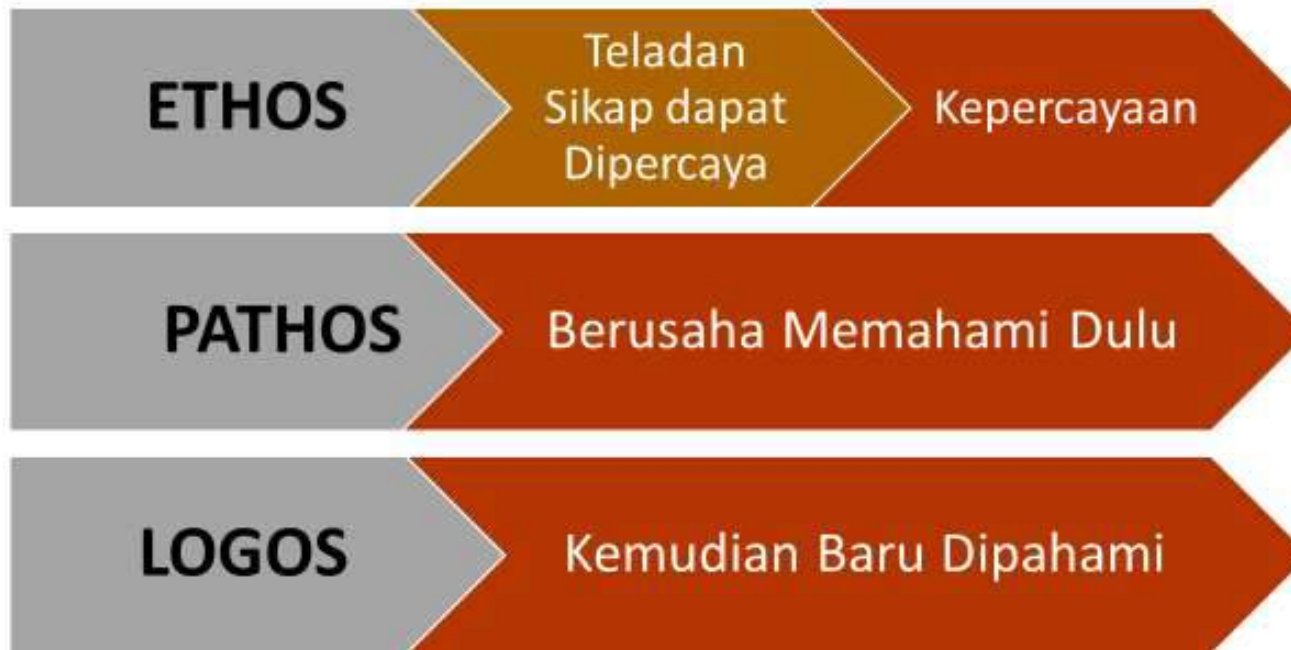 ETHOS
Teladan
Sikap dapat
Dipercaya
Kepercayaan
PATHOS
Berusaha Memahami Dulu
LOGOS
Kemudian Baru Dipahami